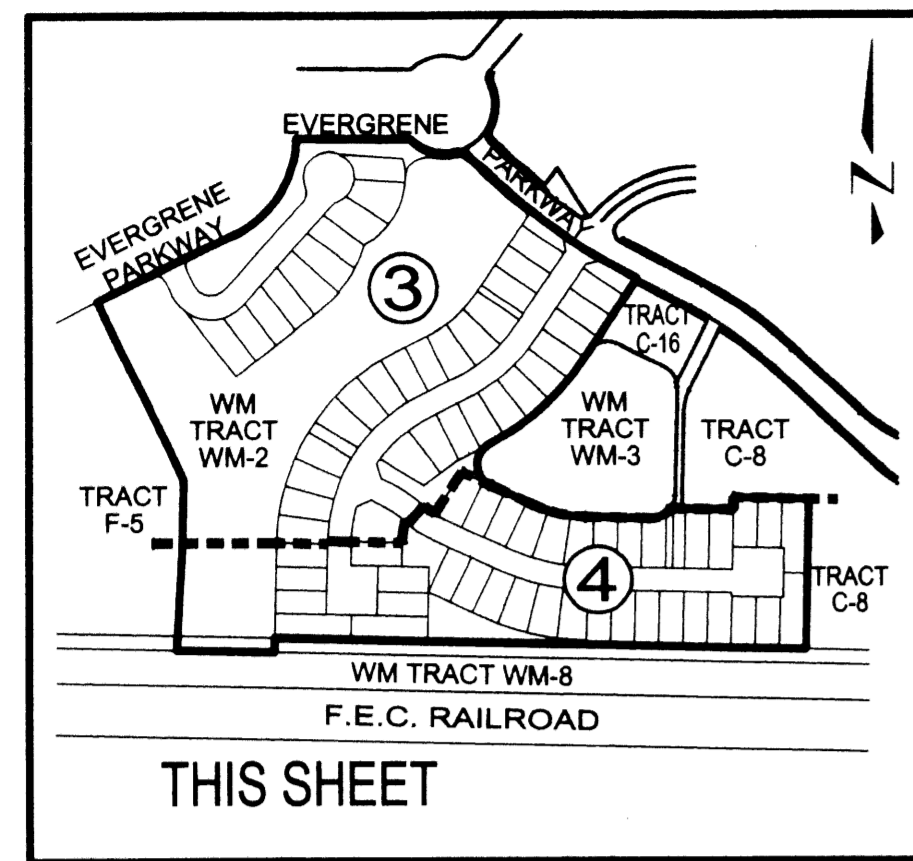 EVERGRENE
PARKWAY
N
EVERGRENE
PARKWAY
3
TRACT
C-16
WM
TRACT
WM-2
WM
TRACT
WM-3
TRACT
C-8
TRACT
F-5
4
TRACT
C-8
WM TRACT WM-8
F.E.C. RAILROAD
THIS SHEET